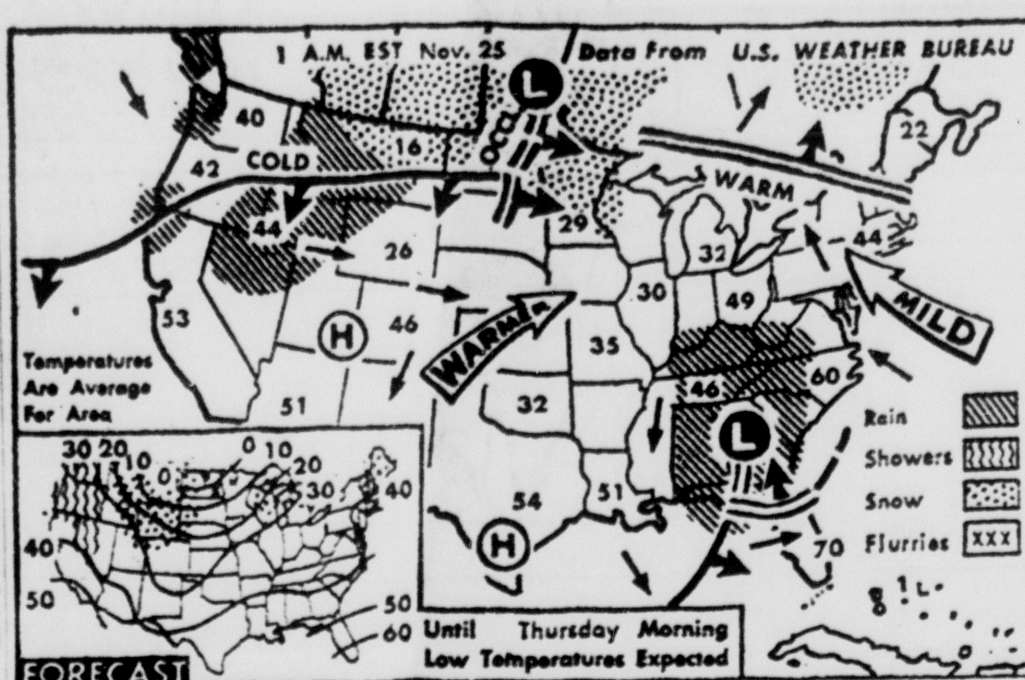 1 A.M. EST Nov. 25 Data From U.S. WEATHER BUREAU
L
40
22
COLD
16
42
WARM
44
29
44
26
32
30
49
H
53
46
WARMER
MILD
35
Temperatures
Are Average
For Area
46
60
51
32
Rain
L
Showers
54
51
Snow
H
70
Flurries
xxx
30 20 10 0 0 10 20 30 40
40
50
50
60
Until Thursday Morning
Low Temperatures Expected
FORECAST